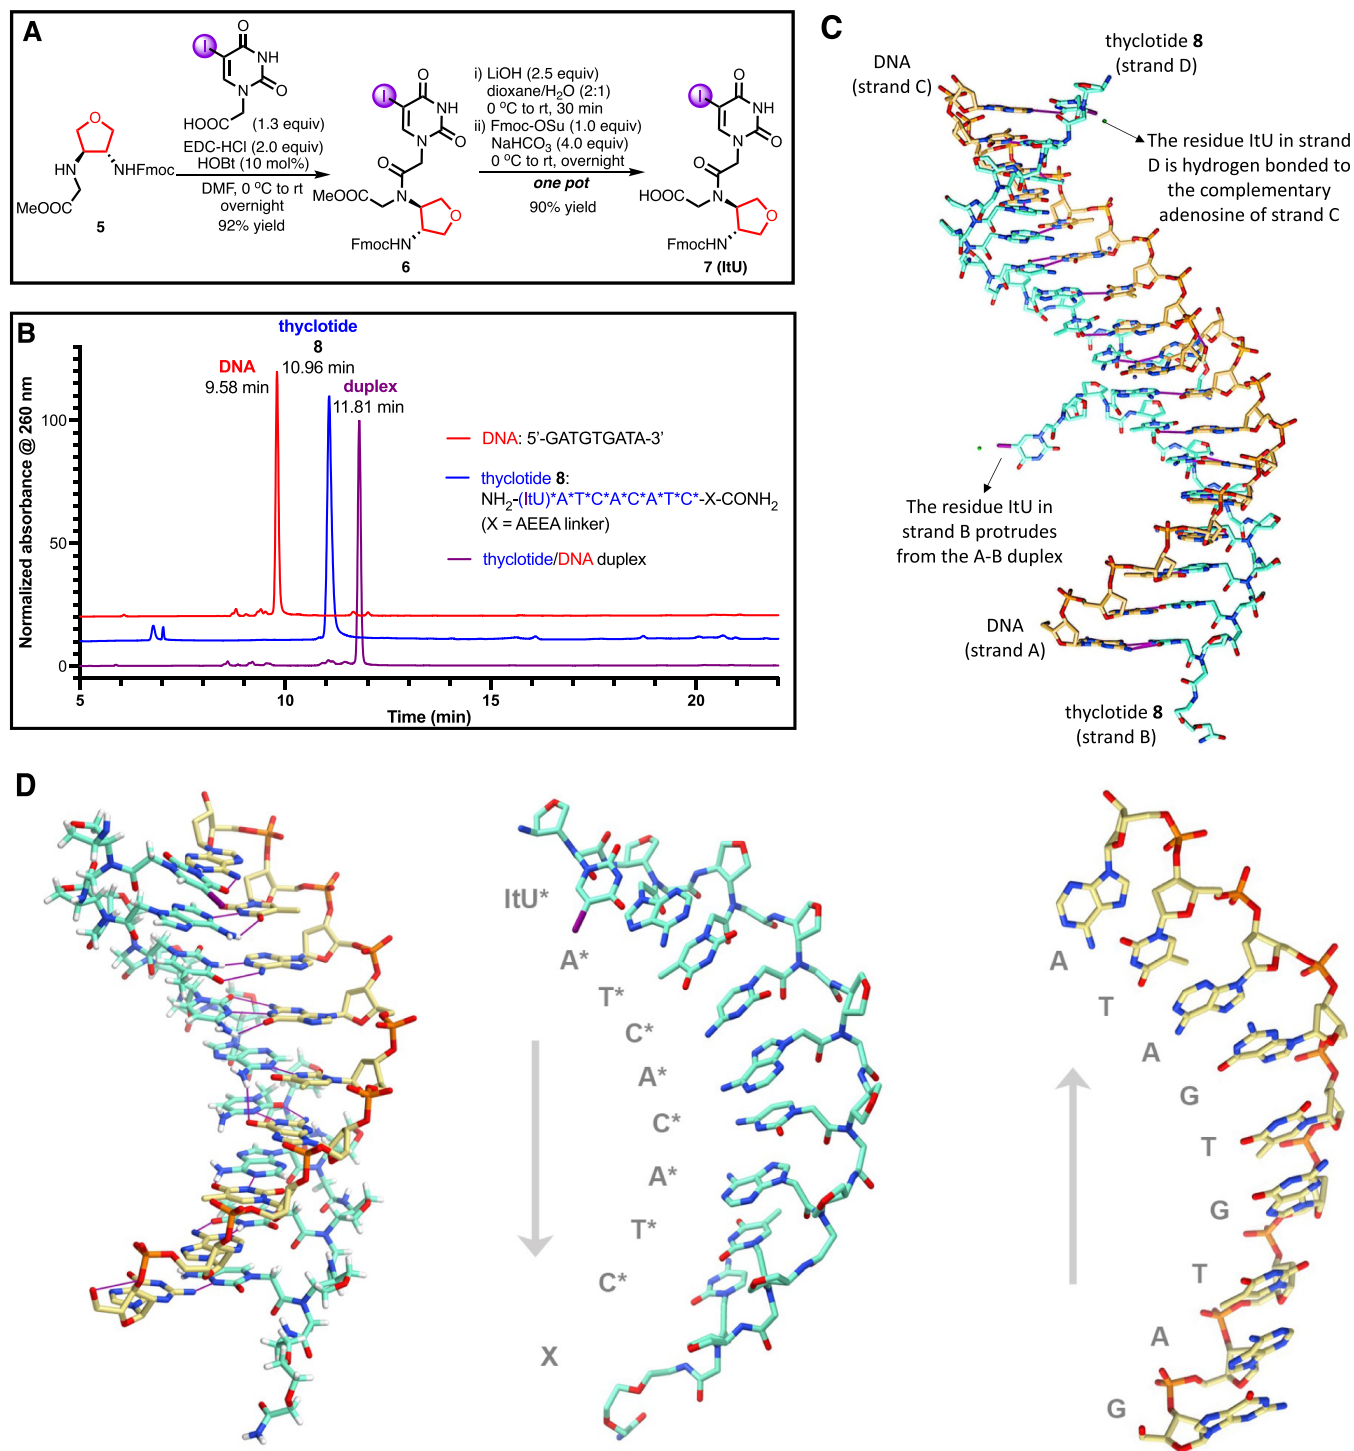 A
I
O
NH
N
O
HOOC
(1.3 equiv)
EDC-HCl (2.0 equiv)
HOBt (10 mol%)
DMF, 0 °C to rt
overnight
92% yield
O
HN
NHFmoc
MeOOC
5
O
I
NH
N
O
O
MeOOC
N
O
FmocHN
6
i) LiOH (2.5 equiv)
dioxane/H2O (2:1)
0 °C to rt, 30 min
ii) Fmoc-OSu (1.0 equiv)
NaHCO3 (4.0 equiv)
0 °C to rt, overnight
one pot
90% yield
O
I
NH
N
O
O
HOOC
N
O
FmocHN
7 (ItU)
B
thyclotide
8
DNA
10.96 min
9.58 min
duplex
11.81 min
DNA: 5'-GATGTGATA-3'
thyclotide 8:
NH2-(ItU)*A*T*C*A*C*A*T*C*-X-CONH2
(X = AEEA linker)
thyclotide/DNA duplex
Normalized absorbance @ 260 nm
100
50
0
5
10
15
20
Time (min)
C
thyclotide 8
(strand D)
DNA
(strand C)
The residue ItU in strand
D is hydrogen bonded to
the complementary
adenosine of strand C
The residue ItU in
strand B protrudes
from the A-B duplex
DNA
(strand A)
thyclotide 8
(strand B)
D
ItU*
A*
T*
C*
A*
C*
A*
T*
C*
X
A
T
A
G
T
G
T
A
G